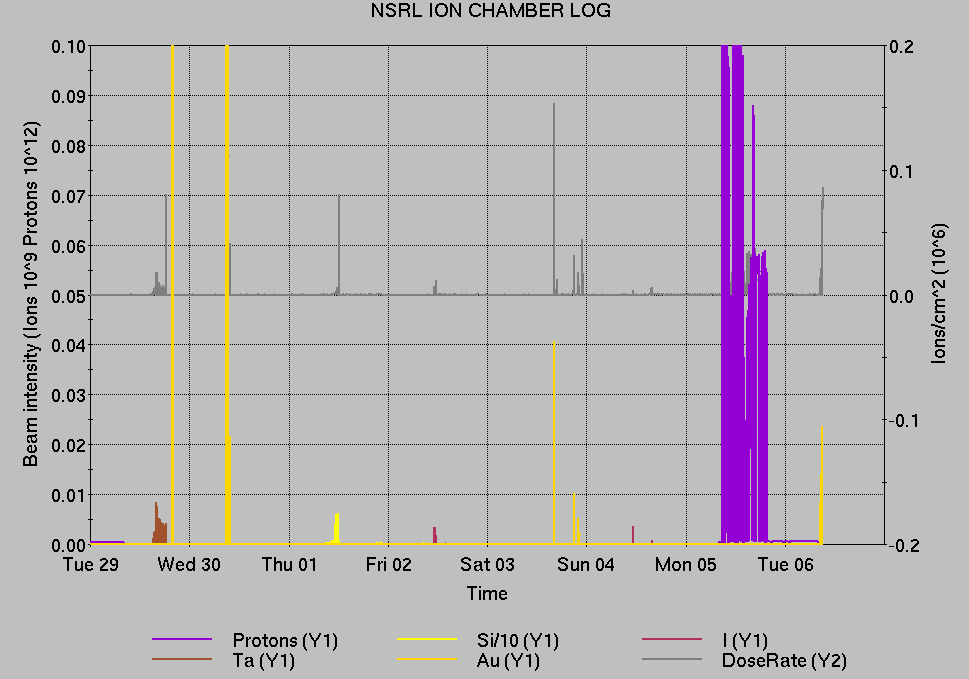 NSRL ION CHAMBER LOG
0.10
0.09
0.08
0.07
0.06
0.05
0.04
0.03
0.02
0.01
0.00
Beam intensity (Ions 10^9 Protons 10^12)
0.2
0.1
0.0
-0.1
-0.2
Ions/cm^2 (10^6)
Tue 29 Wed 30 Thu 01 Fri 02 Sat 03 Sun 04 Mon 05 Tue 06
Time
Protons (Y1) Si/10 (Y1) I (Y1)
Ta (Y1) Au (Y1) DoseRate (Y2)